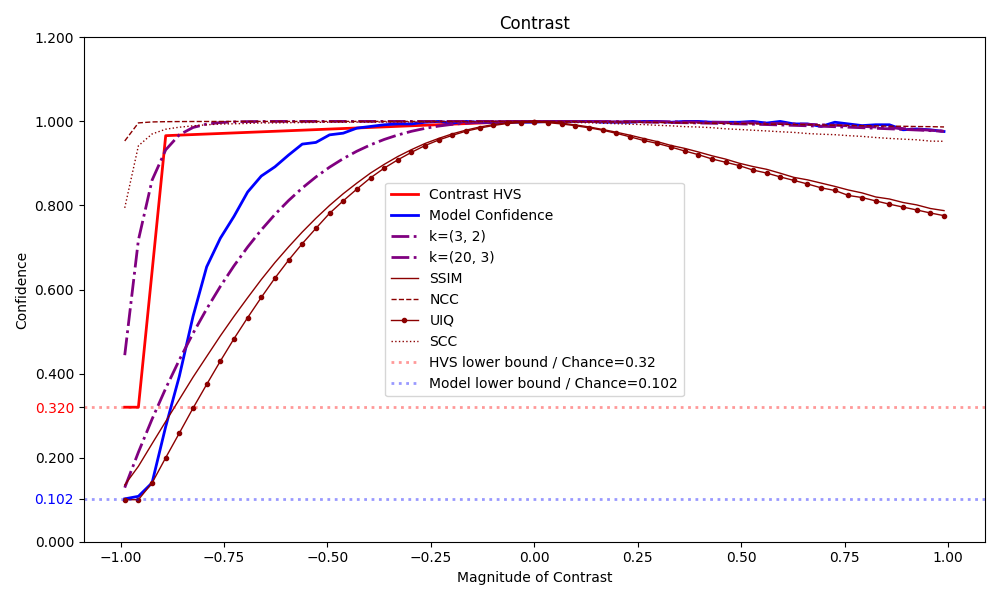 Contrast
1.200
1.000
0.800
0.600
0.400
0.320
0.200
0.102
0.000
Confidence
Contrast HVS
Model Confidence
k=(3, 2)
k=(20, 3)
SSIM
NCC
UIQ
SCC
HVS lower bound / Chance=0.32
Model lower bound / Chance=0.102
−1.00 −0.75 −0.50 −0.25 0.00 0.25 0.50 0.75 1.00
Magnitude of Contrast